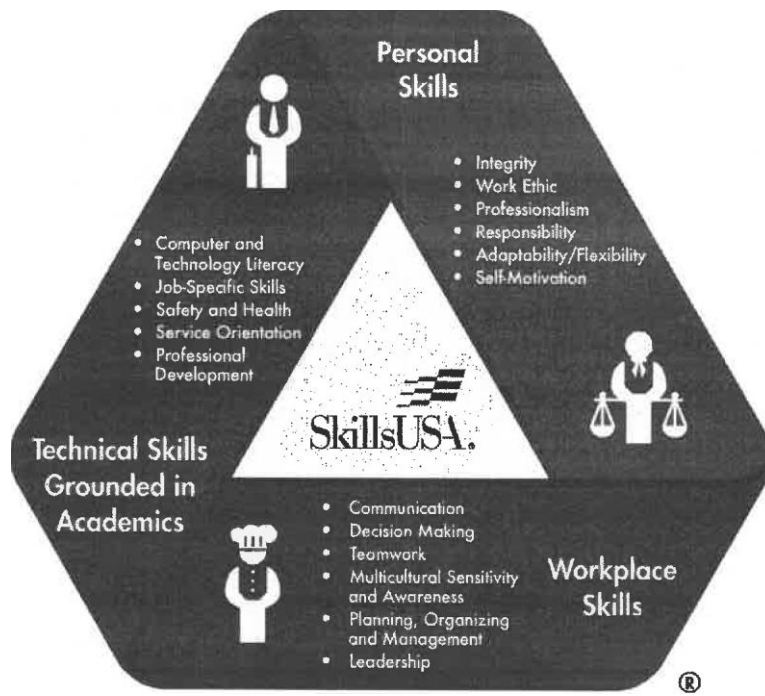 Personal
Skills
• Integrity
• Work Ethic
• Professionalism
• Responsibility
• Adaptability/Flexibility
• Self-Motivation
• Computer and
Technology Literacy
• Job-Specific Skills
• Safety and Health
• Service Orientation
• Professional
Development
SkillsUSA.
Technical Skills
Grounded in
Academics
• Communication
• Decision Making
• Teamwork
• Multicultural Sensitivity
and Awareness
• Planning, Organizing
and Management
• Leadership
Workplace
Skills
®